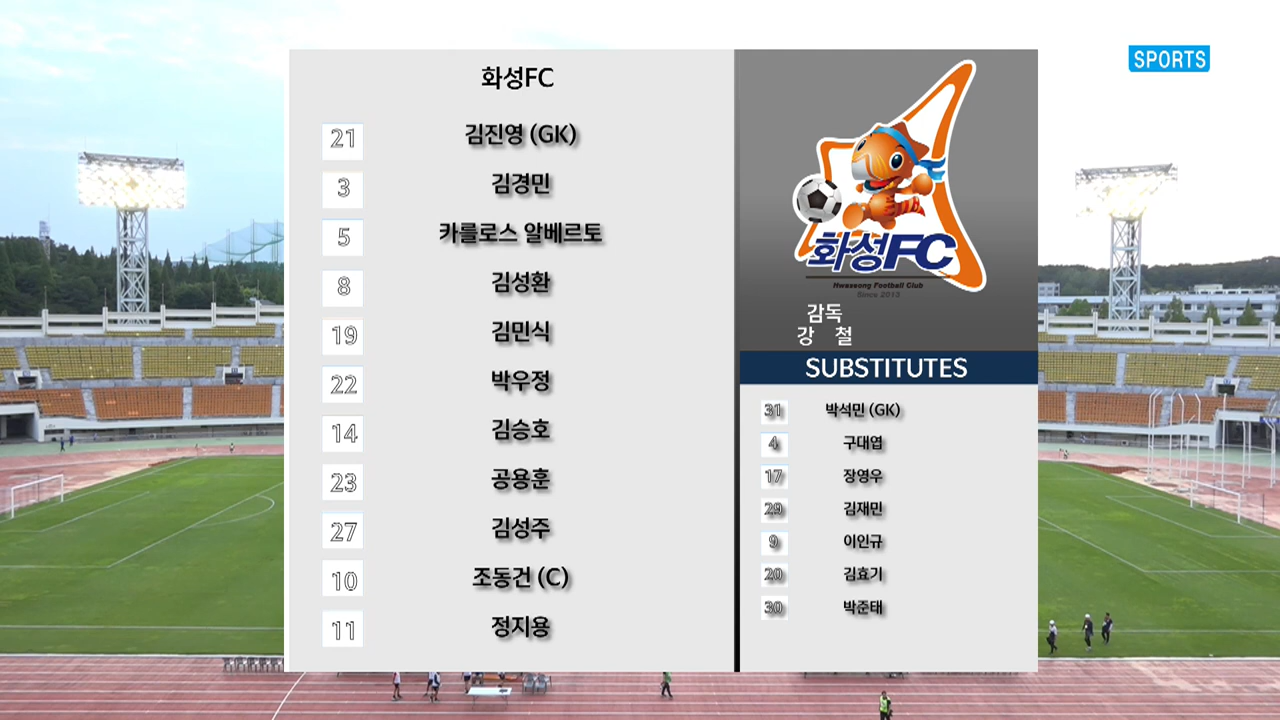 SPORTS
화성FC
21 김진영 (GK)
3 김경민
5 카를로스 알베르토
8 김성환
19 김민식
22 박우정
14 김승호
23 공용훈
27 김성주
10 조동건 (C)
11 정지용
화성FC
Hwaseong Football Club
Since 2013
감독
강 철
SUBSTITUTES
31 박석민 (GK)
4 구대엽
17 장영우
29 김재민
9 이인규
20 김효기
30 박준태